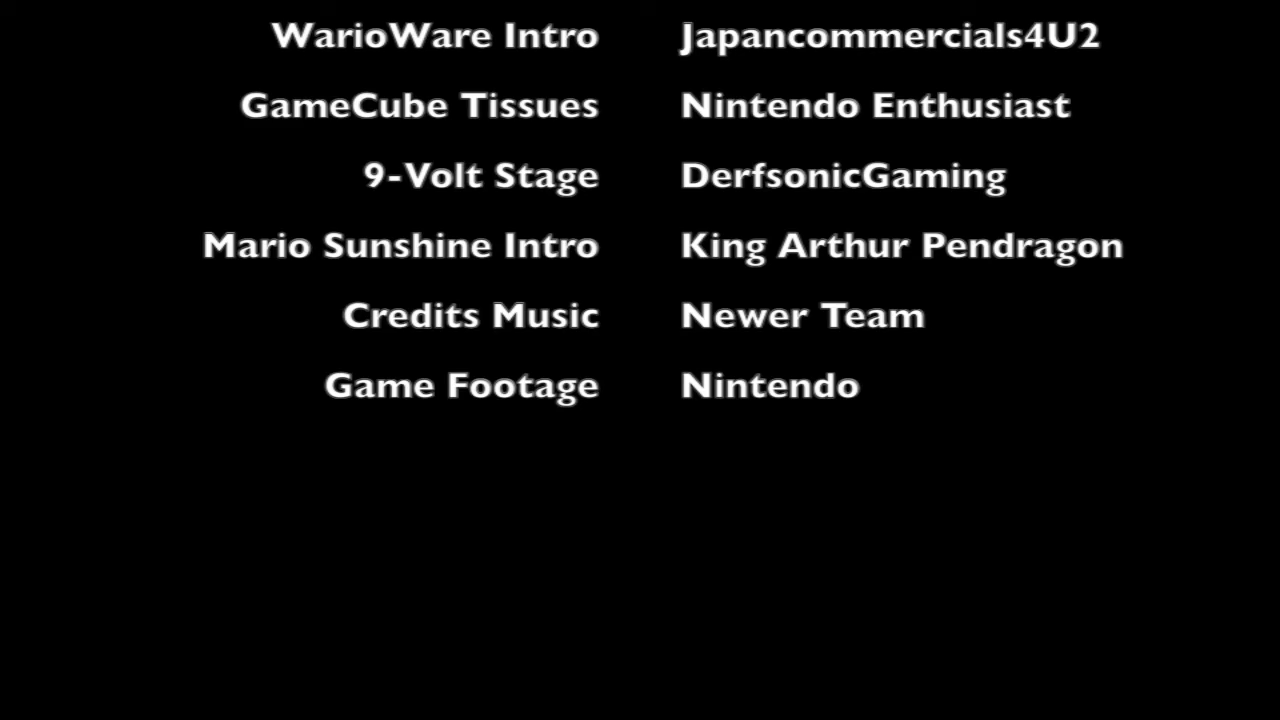 WarioWare Intro Japancommercials4U2
GameCube Tissues Nintendo Enthusiast
9-Volt Stage DerfsonicGaming
Mario Sunshine Intro King Arthur Pendragon
Credits Music Newer Team
Game Footage Nintendo